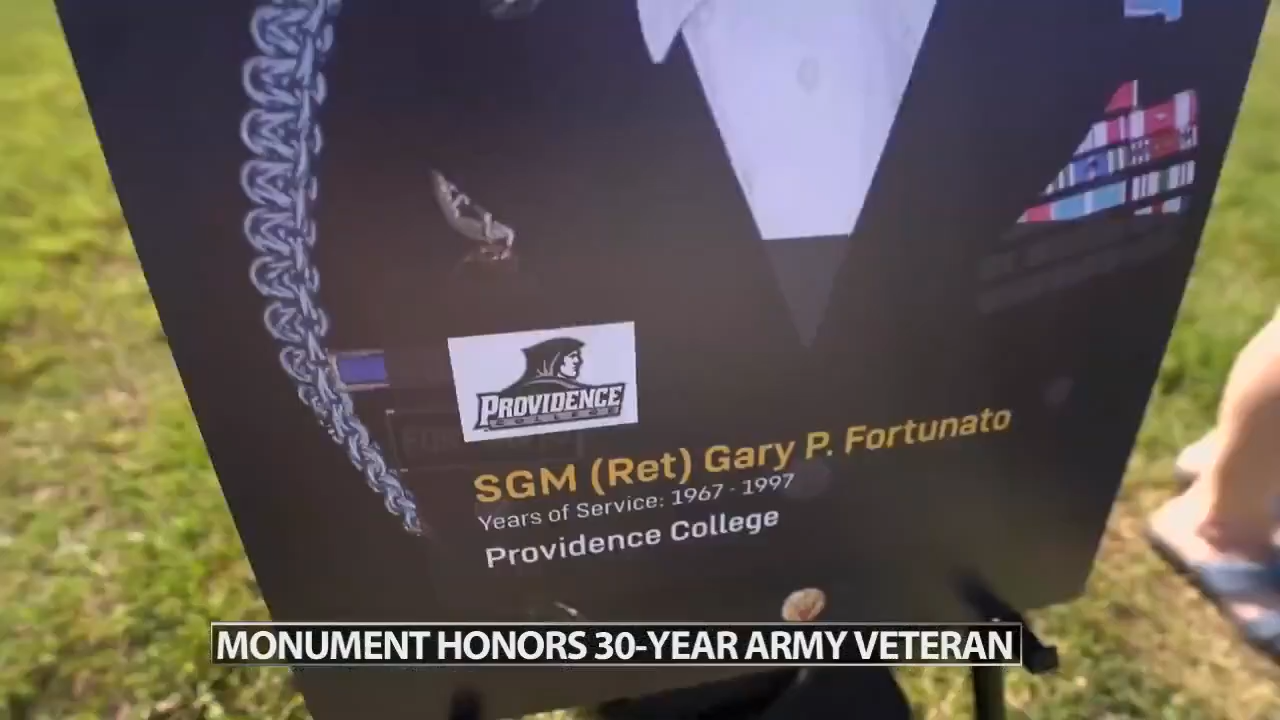 PROVIDENCE
COLLEGE
SGM (Ret) Gary P. Fortunato
Years of Service: 1967 - 1997
Providence College
MONUMENT HONORS 30-YEAR ARMY VETERAN